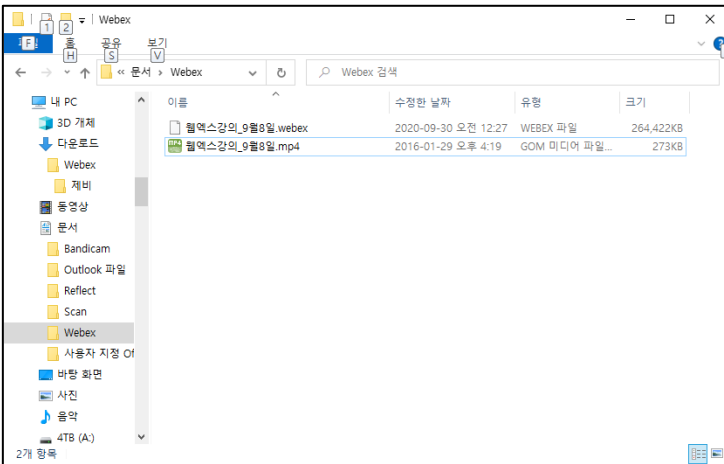 Webex
1 2
파일 홈 공유 보기
F H S V
« 문서 › Webex
Webex 검색
이름 수정한 날짜 유형 크기
웹엑스강의_9월8일.webex 2020-09-30 오전 12:27 WEBEX 파일 264,422KB
웹엑스강의_9월8일.mp4 2016-01-29 오후 4:19 GOM 미디어 파일... 273KB
내 PC
3D 개체
다운로드
Webex
제비
동영상
문서
Bandicam
Outlook 파일
Reflect
Scan
Webex
사용자 지정 Of
바탕 화면
사진
음악
4TB (A:)
2개 항목